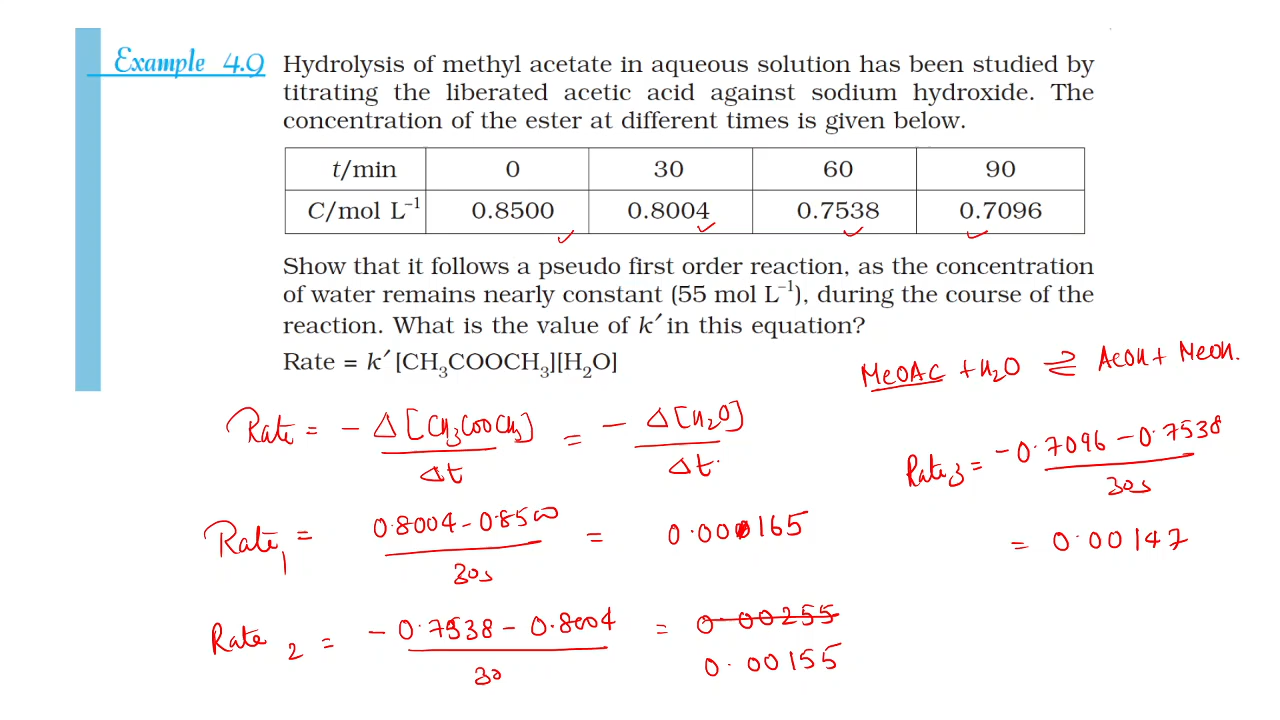 Example 4.9
Hydrolysis of methyl acetate in aqueous solution has been studied by
titrating the liberated acetic acid against sodium hydroxide. The
concentration of the ester at different times is given below.
t/min 0 30 60 90
C/mol L⁻¹ 0.8500 0.8004 0.7538 0.7096
Show that it follows a pseudo first order reaction, as the concentration
of water remains nearly constant (55 mol L⁻¹), during the course of the
reaction. What is the value of k′ in this equation?
Rate = k′ [CH₃COOCH₃][H₂O]
MeOAc + H₂O ⇌ AcOH + MeOH.
Rate = − Δ[CH₃COOCH₃] / Δt = − Δ[H₂O] / Δt
Rate₁ = 0.8004 − 0.8500 / 30s = 0.00165
Rate ₂ = − 0.7538 − 0.8004 / 30 = 0.00255
0.00155
Rate₃ = − 0.7096 − 0.7538 / 30s
= 0.00147